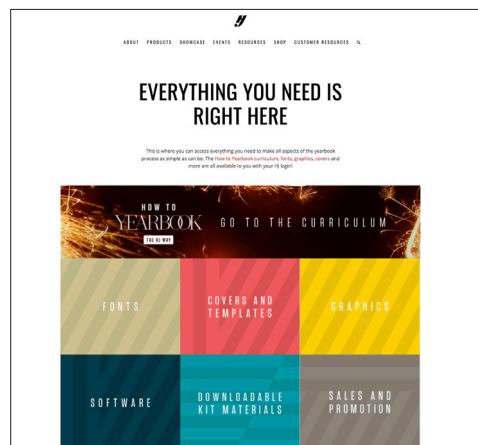 HJ
ABOUT PRODUCTS SHOWCASE EVENTS RESOURCES SHOP CUSTOMER RESOURCES
EVERYTHING YOU NEED IS
RIGHT HERE
This is where you can access everything you need to make all aspects of the yearbook
process as simple as can be. The How to Yearbook curriculum, fonts, graphics, covers and
more are all available to you with your HJ login!
HOW TO
YEARBOOK
THE HJ WAY
GO TO THE CURRICULUM
FONTS
COVERS AND
TEMPLATES
GRAPHICS
SOFTWARE
DOWNLOADABLE
KIT MATERIALS
SALES AND
PROMOTION